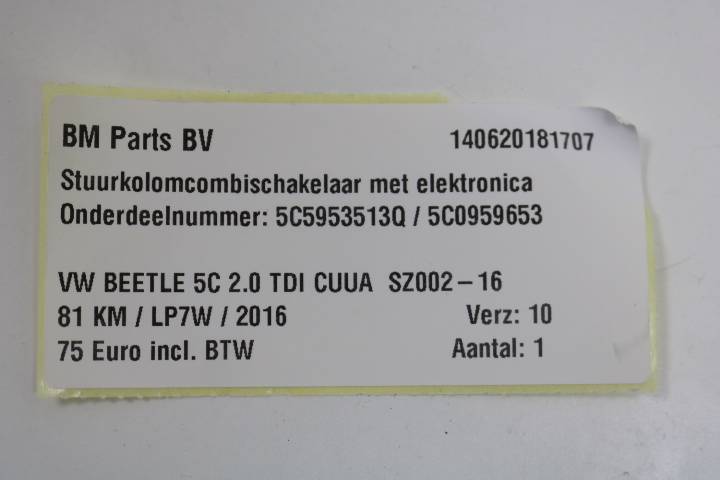 BM Parts BV 140620181707
Stuurkolomcombischakelaar met elektronica
Onderdeelnummer: 5C5953513Q / 5C0959653
VW BEETLE 5C 2.0 TDI CUUA SZ002-16
81 KM / LP7W / 2016 Verz: 10
75 Euro incl. BTW Aantal: 1